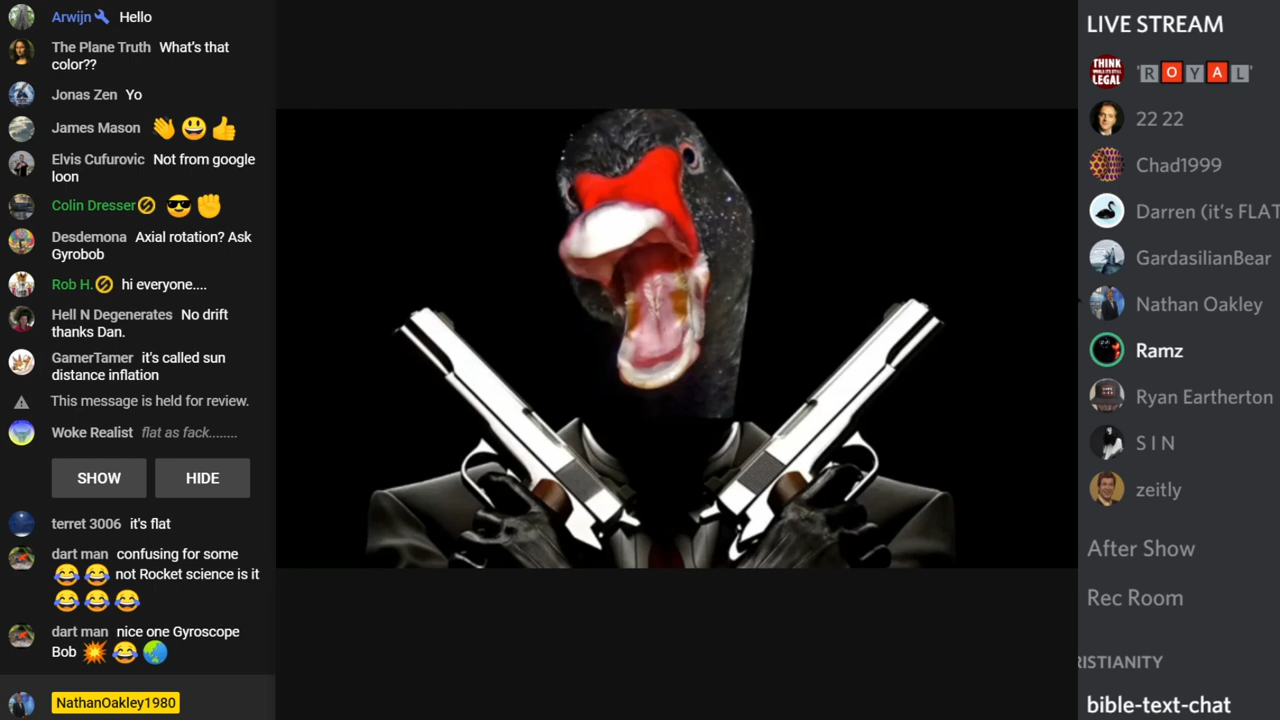 Arwijn Hello
The Plane Truth What's that
color??
Jonas Zen Yo
James Mason 👋 😃 👍
Elvis Cufurovic Not from google
loon
Colin Dresser 😎 ✊
Desdemona Axial rotation? Ask
Gyrobob
Rob H. hi everyone....
Hell N Degenerates No drift
thanks Dan.
GamerTamer it's called sun
distance inflation
This message is held for review.
Woke Realist flat as fack........
SHOW HIDE
terret 3006 it's flat
dart man confusing for some
😂 😂 not Rocket science is it
😂 😂 😂
dart man nice one Gyroscope
Bob 💥 😂 🌏
NathanOakley1980
LIVE STREAM
THINK
WHILE IT'S STILL
LEGAL
'ROYAL'
22 22
Chad1999
Darren (it's FLAT
GardasilianBear
Nathan Oakley
Ramz
Ryan Eartherton
S I N
zeitly
After Show
Rec Room
RISTIANITY
bible-text-chat